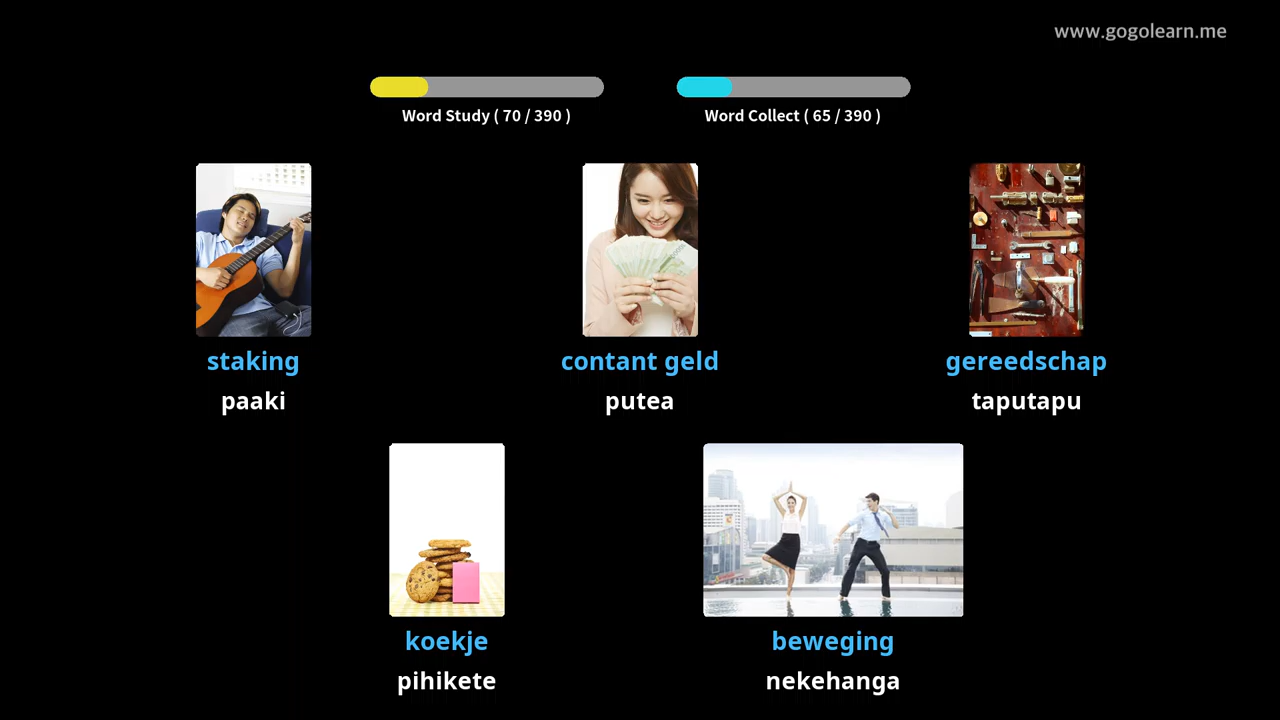 www.gogolearn.me
Word Study ( 70 / 390 )
Word Collect ( 65 / 390 )
staking
contant geld
gereedschap
paaki
putea
taputapu
koekje
beweging
pihikete
nekehanga